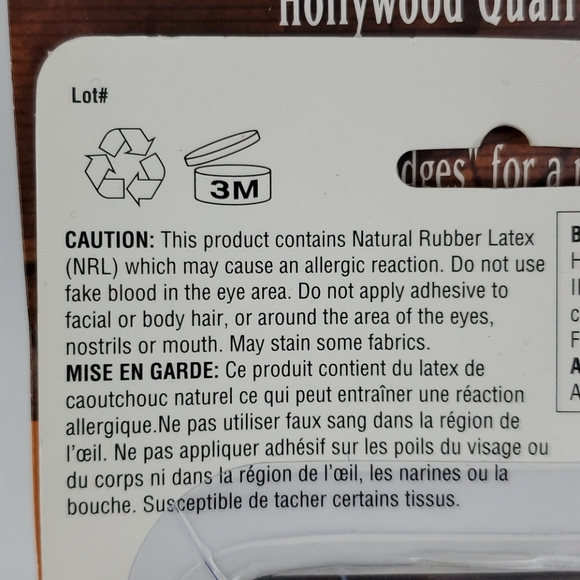 Hollywood
Lot#
dges" for a
3M
CAUTION: This product contains Natural Rubber Latex
(NRL) which may cause an allergic reaction. Do not use
fake blood in the eye area. Do not apply adhesive to
facial or body hair, or around the area of the eyes,
nostrils or mouth. May stain some fabrics.
MISE EN GARDE: Ce produit contient du latex de
caoutchouc naturel ce qui peut entraîner une réaction
allergique.Ne pas utiliser faux sang dans la région de
l'œil. Ne pas appliquer adhésif sur les poils du visage ou
du corps ni dans la région de l'œil, les narines ou la
bouche. Susceptible de tacher certains tissus.